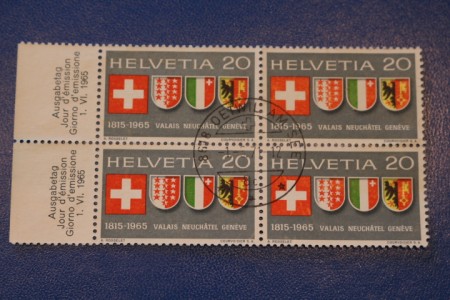 Ausgabetag
Jour d'émission
Giorno d'emissione
1. VI. 1965
HELVETIA 20
1815-1965 VALAIS NEUCHÂTEL GENÈVE
HELVETIA 20
1815-1965 VALAIS NEUCHÂTEL GENÈVE
COURVOISIER S.A.
Ausgabetag
Jour d'émission
Giorno d'emissione
1. VI. 1965
HELVETIA 20
1815-1965 VALAIS NEUCHÂTEL GENÈVE
HELVETIA 20
1815-1965 VALAIS NEUCHÂTEL GENÈVE
COURVOISIER S.A.